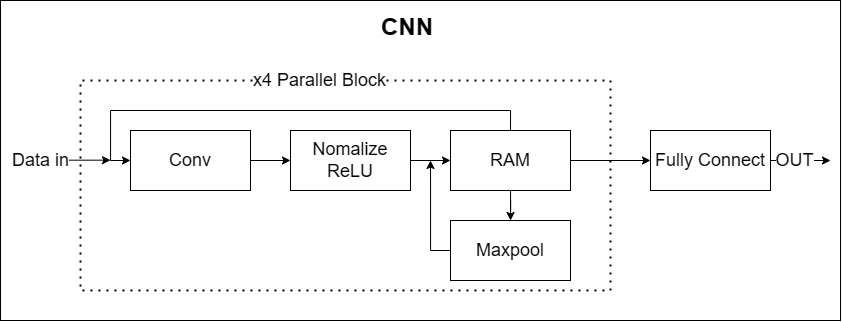 CNN
x4 Parallel Block
Data in
Conv
Nomalize
ReLU
RAM
Fully Connect
OUT
Maxpool